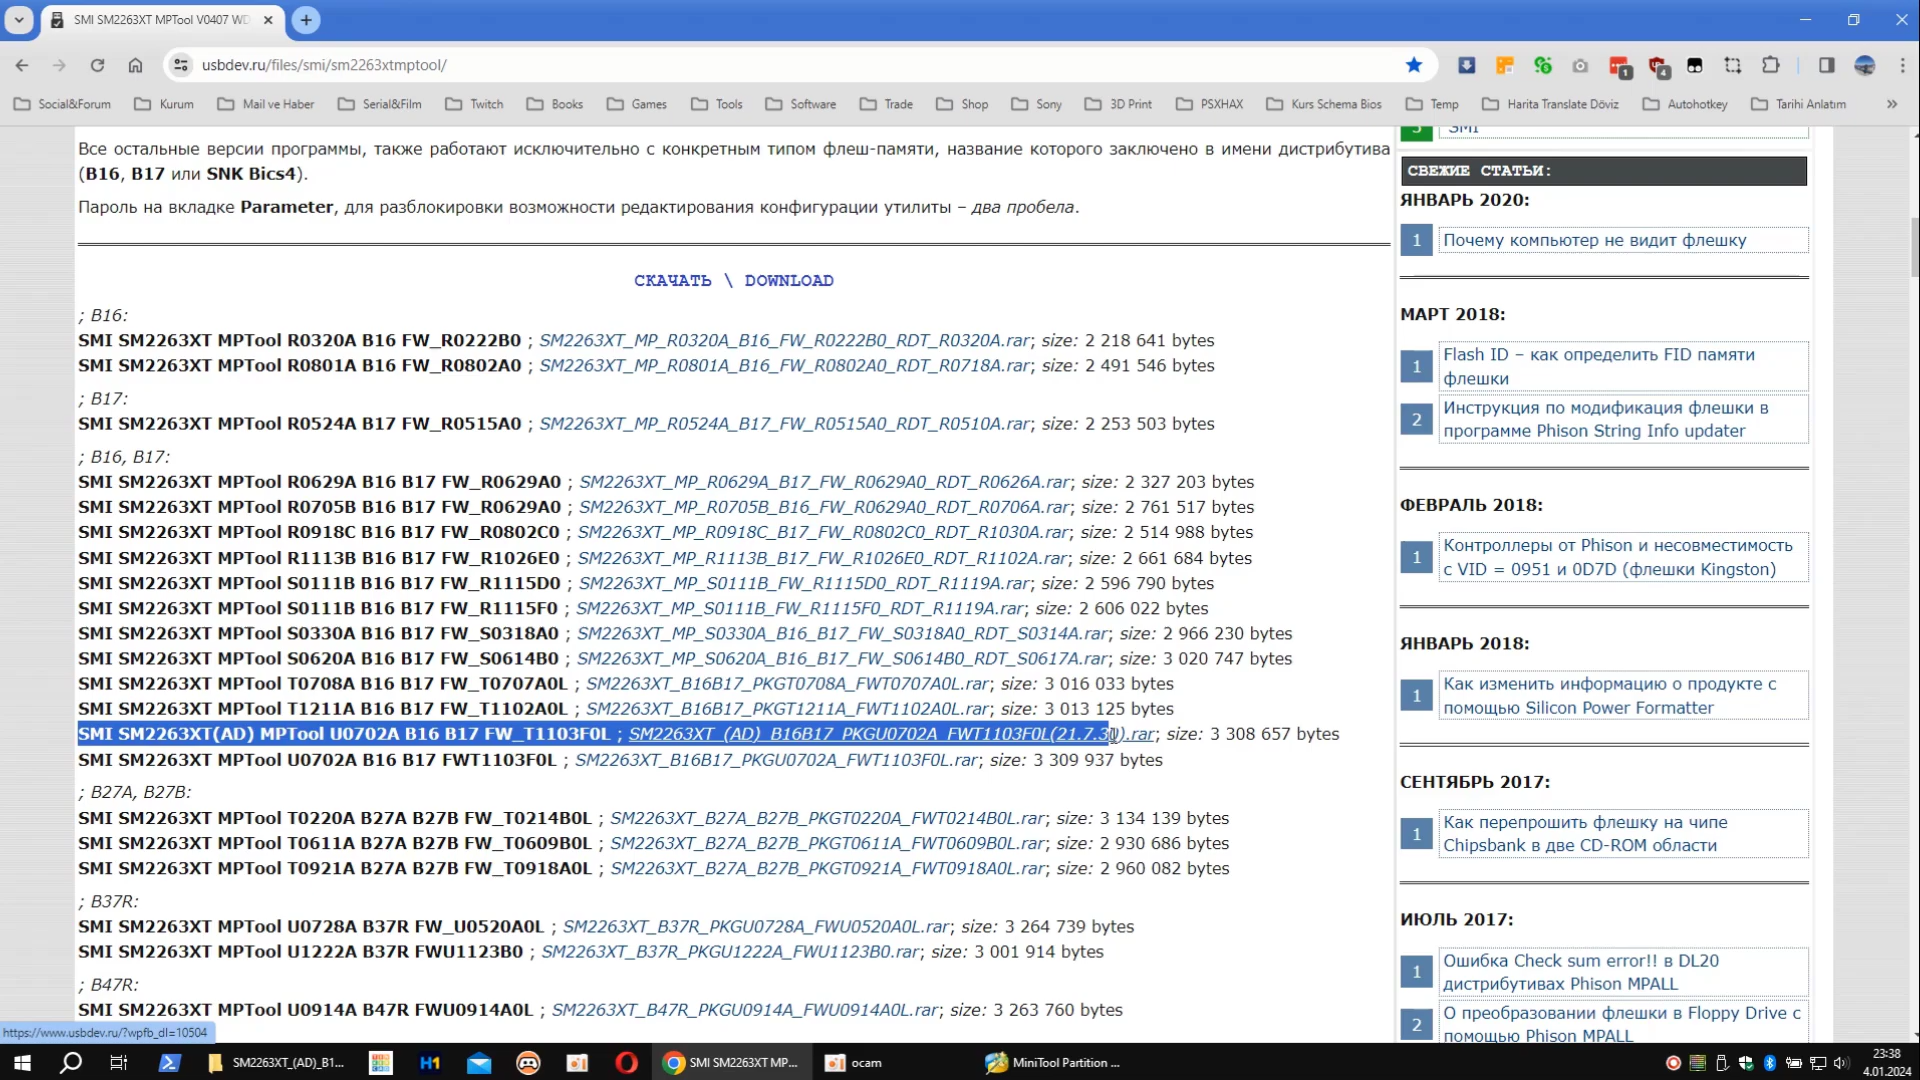 SMI SM2263XT MPTool V0407 WD
usbdev.ru/files/smi/sm2263xtmptool/
1
4
Social&Forum
Kurum
Mail ve Haber
Serial&Film
Twitch
Books
Games
Tools
Software
Trade
Shop
Sony
3D Print
PSXHAX
Kurs Schema Bios
Temp
Harita Translate Döviz
Autohotkey
Tarihi Anlatım
»
Все остальные версии программы, также работают исключительно с конкретным типом флеш-памяти, название которого заключено в имени дистрибутива
(B16, B17 или SNK Bics4).
Пароль на вкладке Parameter, для разблокировки возможности редактирования конфигурации утилиты – два пробела.
СКАЧАТЬ \ DOWNLOAD
; B16:
SMI SM2263XT MPTool R0320A B16 FW_R0222B0 ; SM2263XT_MP_R0320A_B16_FW_R0222B0_RDT_R0320A.rar; size: 2 218 641 bytes
SMI SM2263XT MPTool R0801A B16 FW_R0802A0 ; SM2263XT_MP_R0801A_B16_FW_R0802A0_RDT_R0718A.rar; size: 2 491 546 bytes
; B17:
SMI SM2263XT MPTool R0524A B17 FW_R0515A0 ; SM2263XT_MP_R0524A_B17_FW_R0515A0_RDT_R0510A.rar; size: 2 253 503 bytes
; B16, B17:
SMI SM2263XT MPTool R0629A B16 B17 FW_R0629A0 ; SM2263XT_MP_R0629A_B17_FW_R0629A0_RDT_R0626A.rar; size: 2 327 203 bytes
SMI SM2263XT MPTool R0705B B16 B17 FW_R0629A0 ; SM2263XT_MP_R0705B_B16_FW_R0629A0_RDT_R0706A.rar; size: 2 761 517 bytes
SMI SM2263XT MPTool R0918C B16 B17 FW_R0802C0 ; SM2263XT_MP_R0918C_B17_FW_R0802C0_RDT_R1030A.rar; size: 2 514 988 bytes
SMI SM2263XT MPTool R1113B B16 B17 FW_R1026E0 ; SM2263XT_MP_R1113B_B17_FW_R1026E0_RDT_R1102A.rar; size: 2 661 684 bytes
SMI SM2263XT MPTool S0111B B16 B17 FW_R1115D0 ; SM2263XT_MP_S0111B_FW_R1115D0_RDT_R1119A.rar; size: 2 596 790 bytes
SMI SM2263XT MPTool S0111B B16 B17 FW_R1115F0 ; SM2263XT_MP_S0111B_FW_R1115F0_RDT_R1119A.rar; size: 2 606 022 bytes
SMI SM2263XT MPTool S0330A B16 B17 FW_S0318A0 ; SM2263XT_MP_S0330A_B16_B17_FW_S0318A0_RDT_S0314A.rar; size: 2 966 230 bytes
SMI SM2263XT MPTool S0620A B16 B17 FW_S0614B0 ; SM2263XT_MP_S0620A_B16_B17_FW_S0614B0_RDT_S0617A.rar; size: 3 020 747 bytes
SMI SM2263XT MPTool T0708A B16 B17 FW_T0707A0L ; SM2263XT_B16B17_PKGT0708A_FWT0707A0L.rar; size: 3 016 033 bytes
SMI SM2263XT MPTool T1211A B16 B17 FW_T1102A0L ; SM2263XT_B16B17_PKGT1211A_FWT1102A0L.rar; size: 3 013 125 bytes
SMI SM2263XT(AD) MPTool U0702A B16 B17 FW_T1103F0L ; SM2263XT_(AD)_B16B17_PKGU0702A_FWT1103F0L(21.7.30).rar; size: 3 308 657 bytes
SMI SM2263XT MPTool U0702A B16 B17 FWT1103F0L ; SM2263XT_B16B17_PKGU0702A_FWT1103F0L.rar; size: 3 309 937 bytes
; B27A, B27B:
SMI SM2263XT MPTool T0220A B27A B27B FW_T0214B0L ; SM2263XT_B27A_B27B_PKGT0220A_FWT0214B0L.rar; size: 3 134 139 bytes
SMI SM2263XT MPTool T0611A B27A B27B FW_T0609B0L ; SM2263XT_B27A_B27B_PKGT0611A_FWT0609B0L.rar; size: 2 930 686 bytes
SMI SM2263XT MPTool T0921A B27A B27B FW_T0918A0L ; SM2263XT_B27A_B27B_PKGT0921A_FWT0918A0L.rar; size: 2 960 082 bytes
; B37R:
SMI SM2263XT MPTool U0728A B37R FW_U0520A0L ; SM2263XT_B37R_PKGU0728A_FWU0520A0L.rar; size: 3 264 739 bytes
SMI SM2263XT MPTool U1222A B37R FWU1123B0 ; SM2263XT_B37R_PKGU1222A_FWU1123B0.rar; size: 3 001 914 bytes
; B47R:
SMI SM2263XT MPTool U0914A B47R FWU0914A0L ; SM2263XT_B47R_PKGU0914A_FWU0914A0L.rar; size: 3 263 760 bytes
SMI
СВЕЖИЕ СТАТЬИ:
ЯНВАРЬ 2020:
1 Почему компьютер не видит флешку
МАРТ 2018:
1 Flash ID – как определить FID памяти
флешки
2 Инструкция по модификация флешки в
программе Phison String Info updater
ФЕВРАЛЬ 2018:
1 Контроллеры от Phison и несовместимость
с VID = 0951 и 0D7D (флешки Kingston)
ЯНВАРЬ 2018:
1 Как изменить информацию о продукте с
помощью Silicon Power Formatter
СЕНТЯБРЬ 2017:
1 Как перепрошить флешку на чипе
Chipsbank в две CD-ROM области
ИЮЛЬ 2017:
1 Ошибка Check sum error!! в DL20
дистрибутивах Phison MPALL
2 О преобразовании флешки в Floppy Drive с
помощью Phison MPALL
https://www.usbdev.ru/?wpfb_dl=10504
SM2263XT_(AD)_B1...
H1
SMI SM2263XT MP...
ocam
MiniTool Partition ...
23:38
4.01.2024